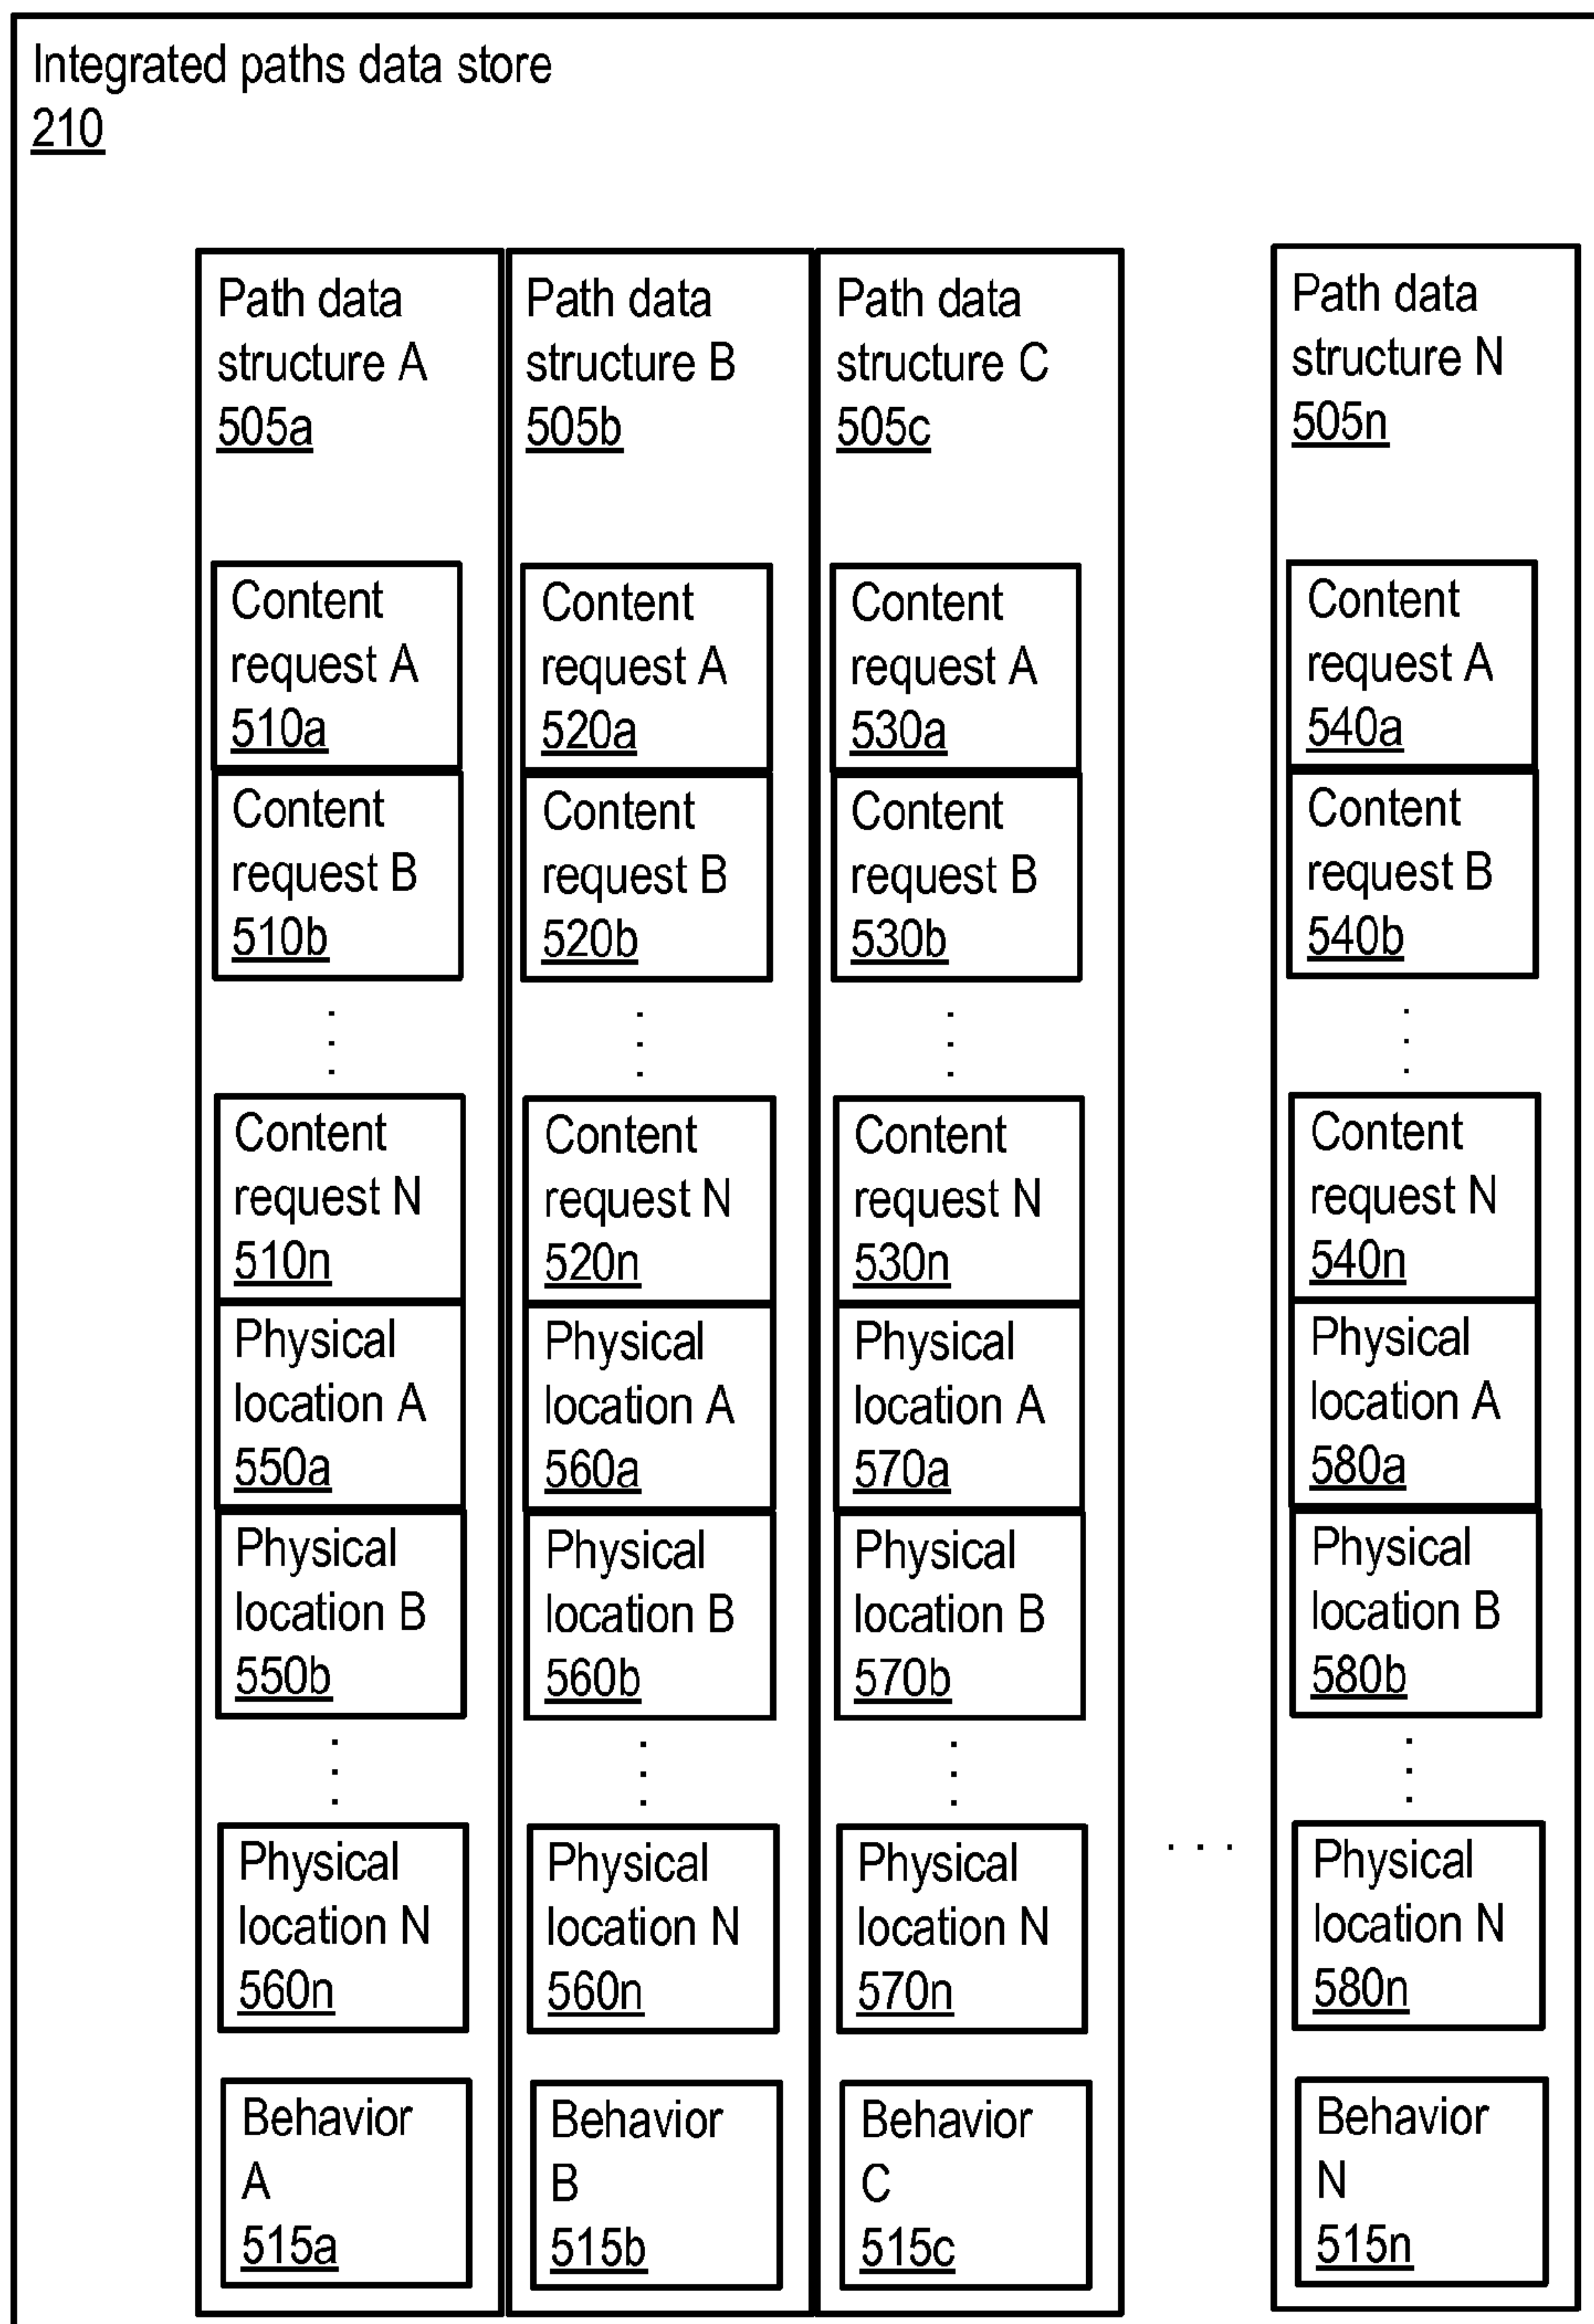 Integrated paths data store
210
Path data
structure A
505a
Content
request A
510a
Content
request B
510b
Content
request N
510n
Physical
location A
550a
Physical
location B
550b
Physical
location N
560n
Behavior
A
515a
Path data
structure B
505b
Content
request A
520a
Content
request B
520b
Content
request N
520n
Physical
location A
560a
Physical
location B
560b
Physical
location N
560n
Behavior
B
515b
Path data
structure C
505c
Content
request A
530a
Content
request B
530b
Content
request N
530n
Physical
location A
570a
Physical
location B
570b
Physical
location N
570n
Behavior
C
515c
. . .
Path data
structure N
505n
Content
request A
540a
Content
request B
540b
Content
request N
540n
Physical
location A
580a
Physical
location B
580b
Physical
location N
580n
Behavior
N
515n